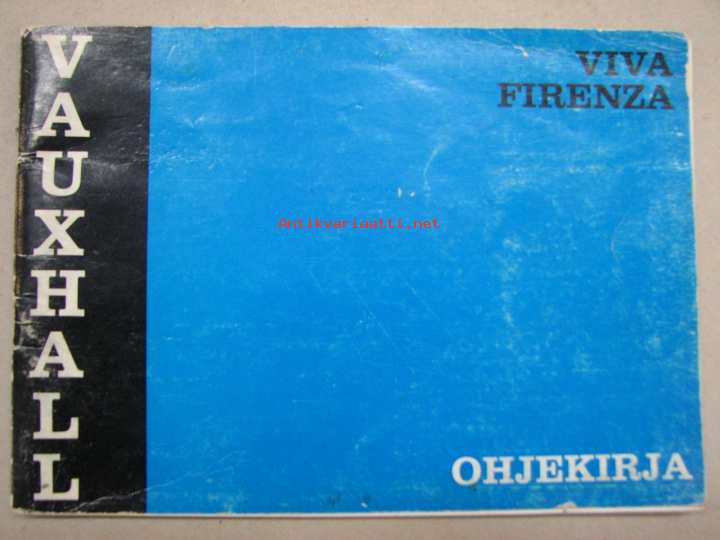 VAUXHALL
VIVA
FIRENZA
Antikvariaatti.net
OHJEKIRJA